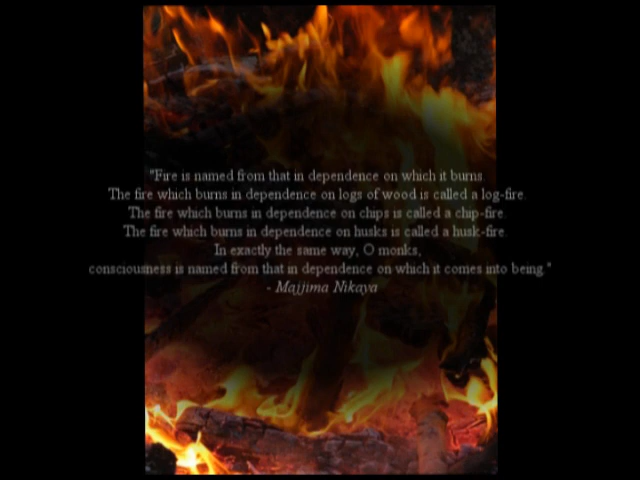 "Fire is named from that in dependence on which it burns.
The fire which burns in dependence on logs of wood is called a log-fire.
The fire which burns in dependence on chips is called a chip-fire.
The fire which burns in dependence on husks is called a husk-fire.
In exactly the same way, O monks,
consciousness is named from that in dependence on which it comes into being."
- Majjima Nikaya